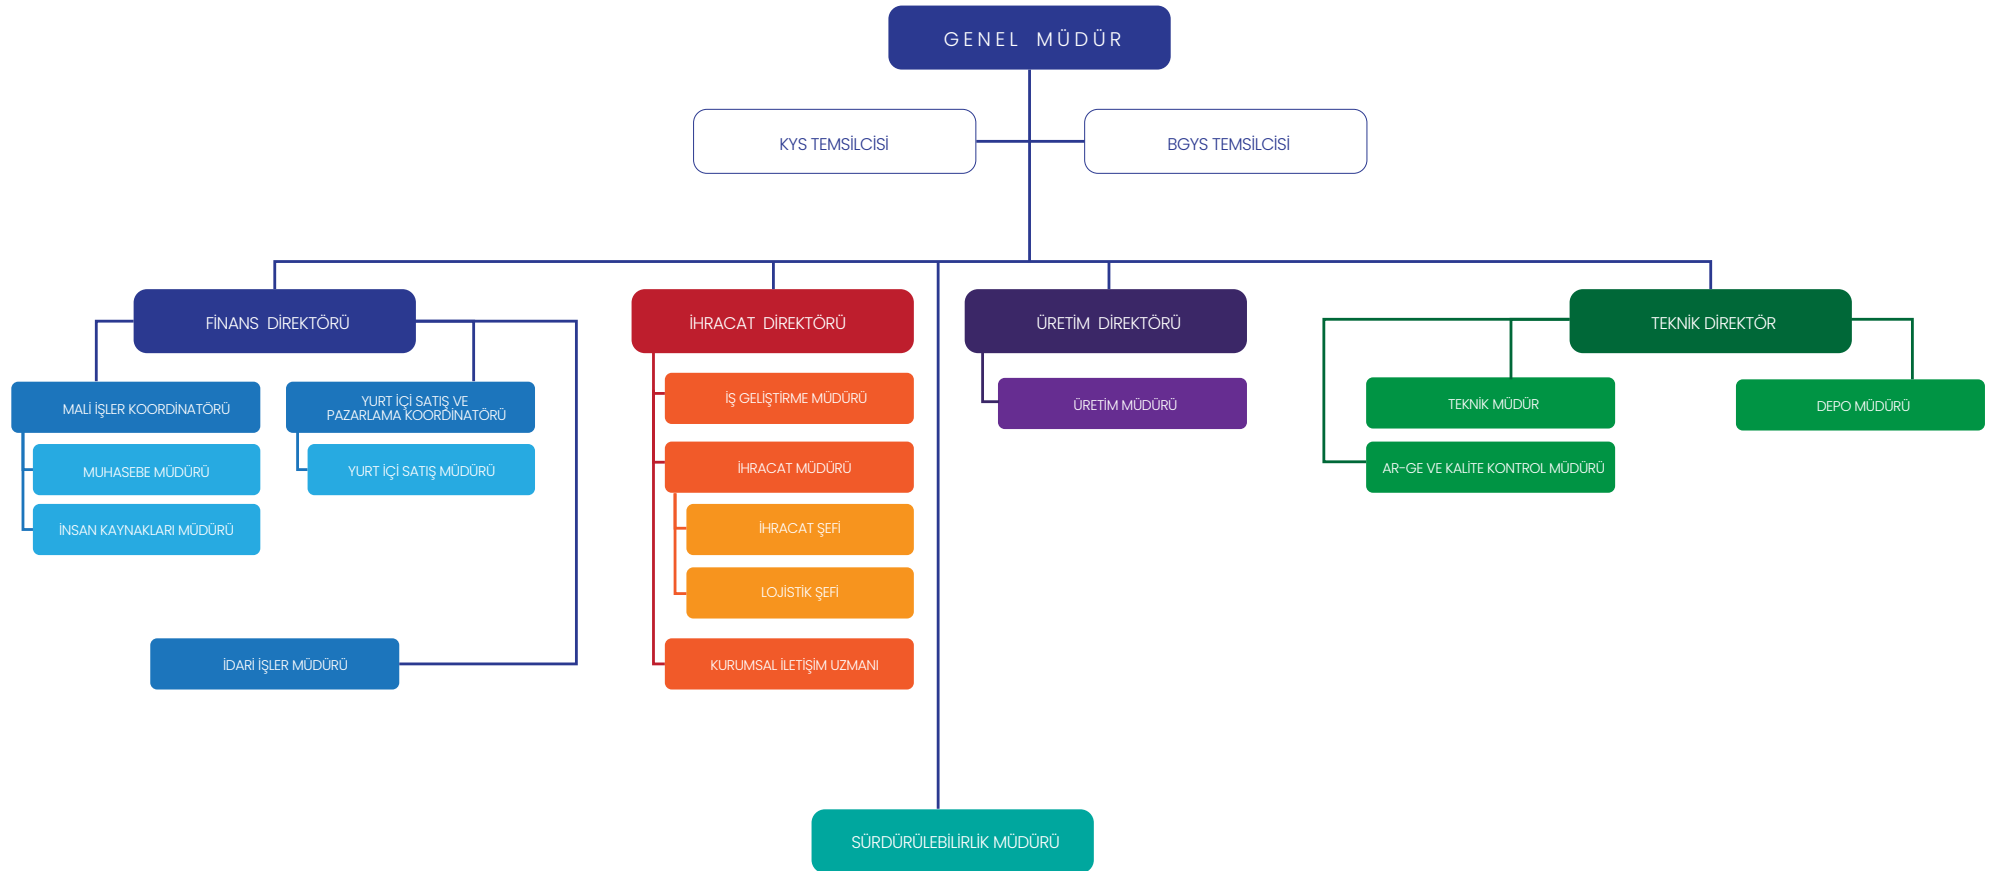 GENEL MÜDÜR
KYS TEMSİLCİSİ
BGYS TEMSİLCİSİ
FİNANS DİREKTÖRÜ
İHRACAT DİREKTÖRÜ
ÜRETİM DİREKTÖRÜ
TEKNİK DİREKTÖR
MALİ İŞLER KOORDİNATÖRÜ
YURT İÇİ SATIŞ VE
PAZARLAMA KOORDİNATÖRÜ
MUHASEBE MÜDÜRÜ
YURT İÇİ SATIŞ MÜDÜRÜ
İNSAN KAYNAKLARI MÜDÜRÜ
İDARİ İŞLER MÜDÜRÜ
İŞ GELİŞTİRME MÜDÜRÜ
İHRACAT MÜDÜRÜ
İHRACAT ŞEFİ
LOJİSTİK ŞEFİ
KURUMSAL İLETİŞİM UZMANI
ÜRETİM MÜDÜRÜ
TEKNİK MÜDÜR
DEPO MÜDÜRÜ
AR-GE VE KALİTE KONTROL MÜDÜRÜ
SÜRDÜRÜLEBİLİRLİK MÜDÜRÜ